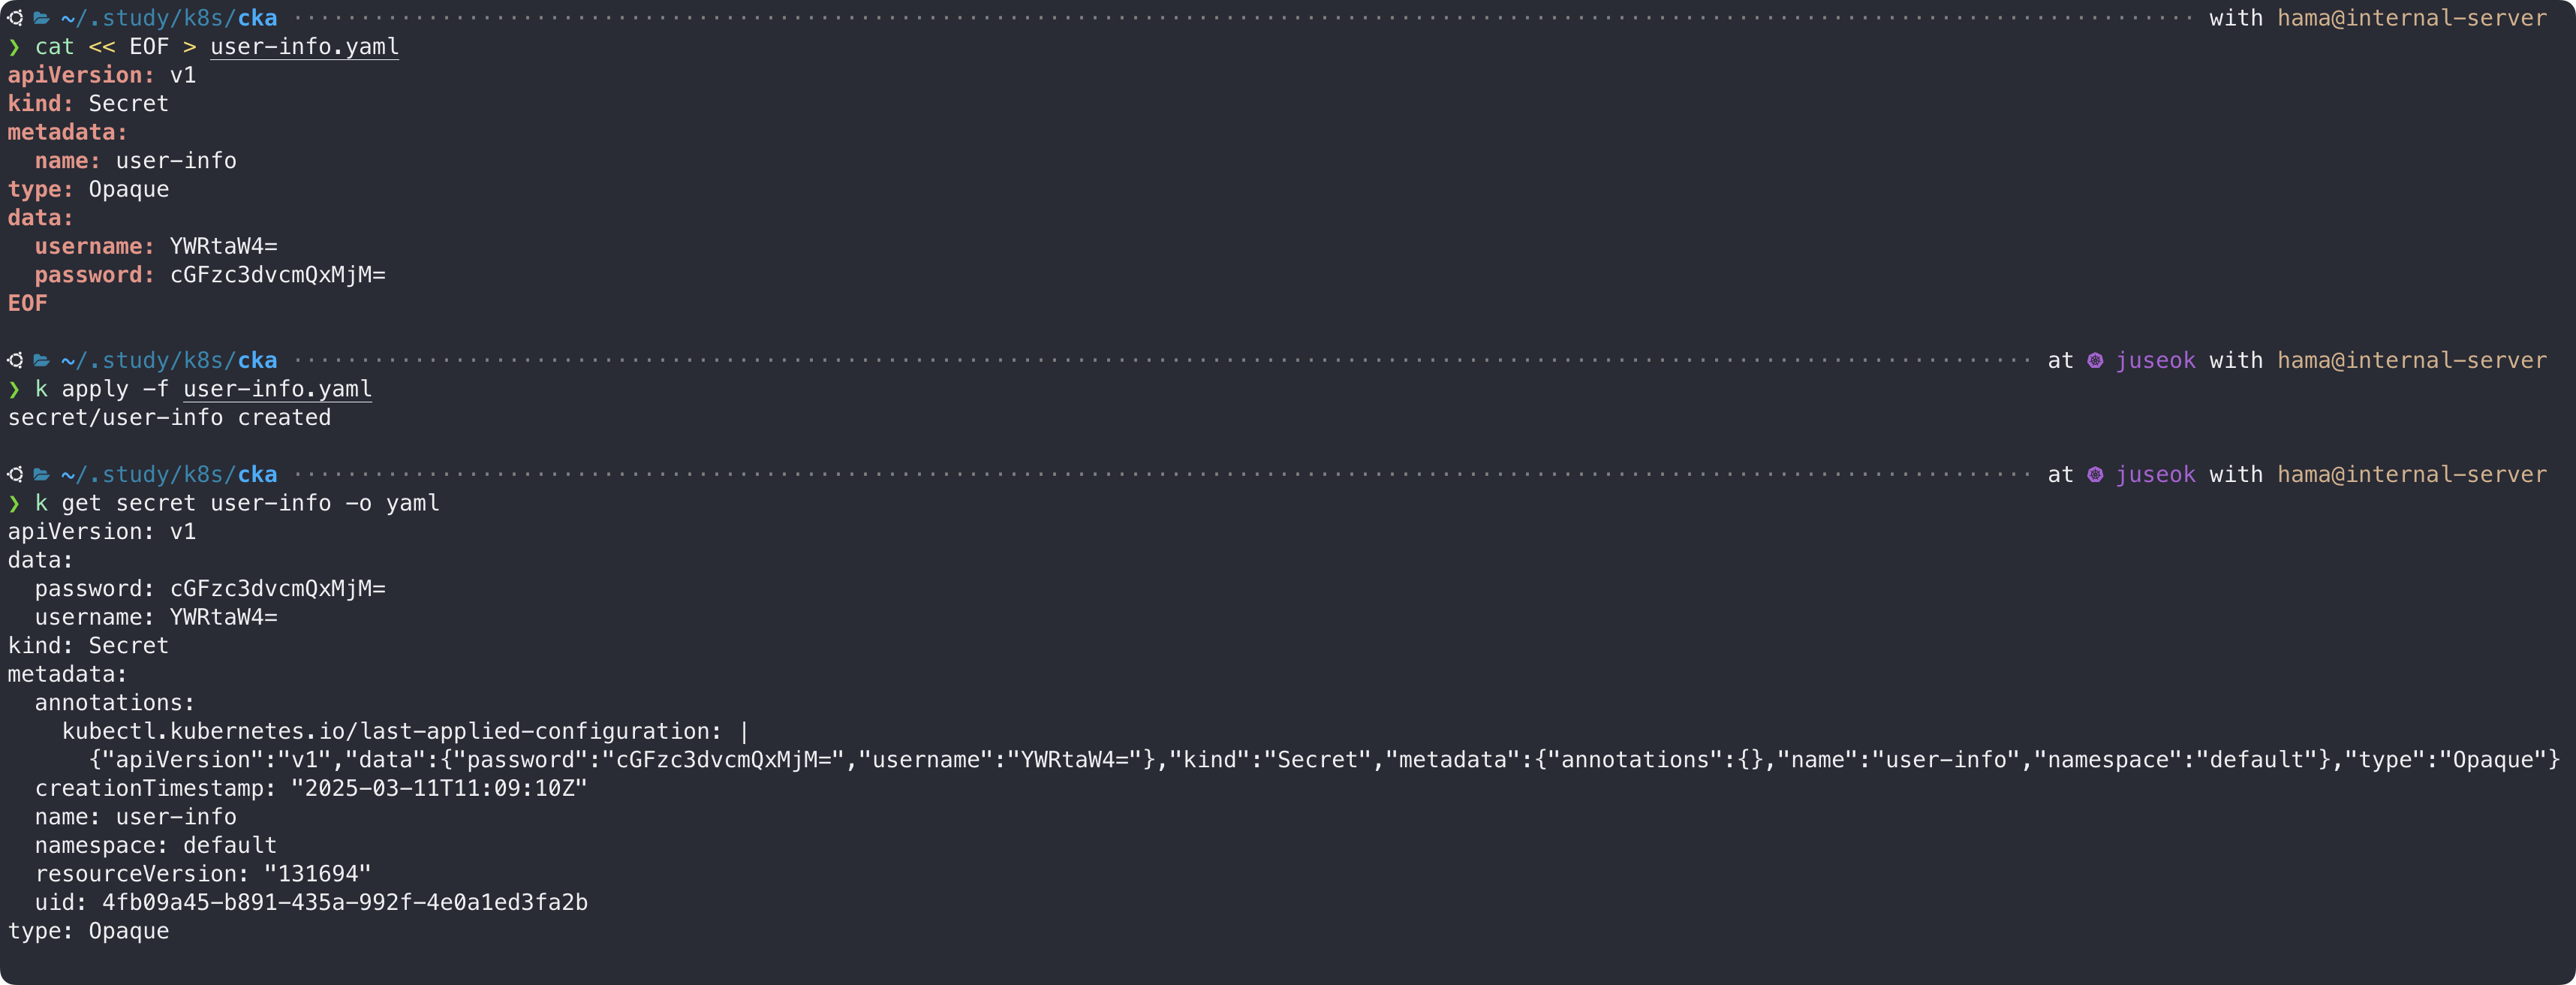 ~/.study/k8s/cka with hama@internal-server
❯ cat << EOF > user-info.yaml
apiVersion: v1
kind: Secret
metadata:
  name: user-info
type: Opaque
data:
  username: YWRtaW4=
  password: cGFzc3dvcmQxMjM=
EOF
~/.study/k8s/cka at juseok with hama@internal-server
❯ k apply -f user-info.yaml
secret/user-info created
~/.study/k8s/cka at juseok with hama@internal-server
❯ k get secret user-info -o yaml
apiVersion: v1
data:
  password: cGFzc3dvcmQxMjM=
  username: YWRtaW4=
kind: Secret
metadata:
  annotations:
    kubectl.kubernetes.io/last-applied-configuration: |
      {"apiVersion":"v1","data":{"password":"cGFzc3dvcmQxMjM=","username":"YWRtaW4="},"kind":"Secret","metadata":{"annotations":{},"name":"user-info","namespace":"default"},"type":"Opaque"}
  creationTimestamp: "2025-03-11T11:09:10Z"
  name: user-info
  namespace: default
  resourceVersion: "131694"
  uid: 4fb09a45-b891-435a-992f-4e0a1ed3fa2b
type: Opaque